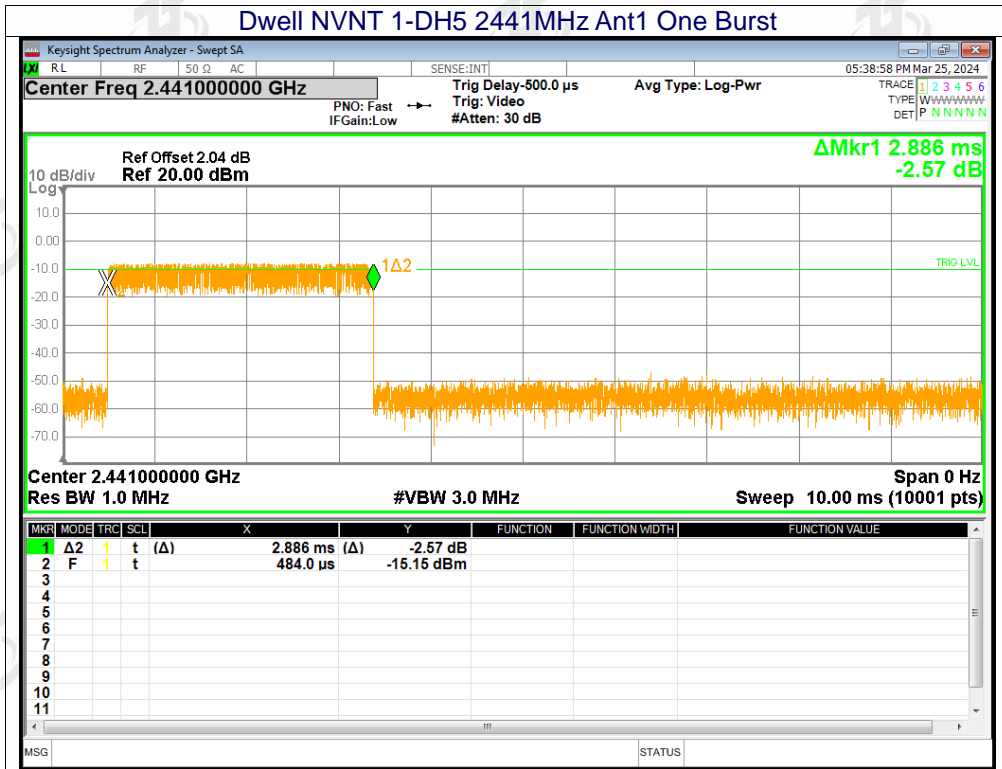 Dwell NVNT 1-DH5 2441MHz Ant1 One Burst
Keysight Spectrum Analyzer - Swept SA
LXI RL RF 50 Ω AC SENSE:INT 05:38:58 PM Mar 25, 2024
Center Freq 2.441000000 GHz Trig Delay-500.0 µs Avg Type: Log-Pwr TRACE 1 2 3 4 5 6
PNO: Fast Trig: Video TYPE WWWWWWW
IFGain:Low #Atten: 30 dB DET P N N N N N
ΔMkr1 2.886 ms
Ref Offset 2.04 dB
10 dB/div Ref 20.00 dBm -2.57 dB
Log
10.0
0.00
-10.0 1Δ2 TRIG LVL
-20.0 2
-30.0
-40.0
-50.0
-60.0
-70.0
Center 2.441000000 GHz Span 0 Hz
Res BW 1.0 MHz #VBW 3.0 MHz Sweep 10.00 ms (10001 pts)
MKR MODE TRC SCL X Y FUNCTION FUNCTION WIDTH FUNCTION VALUE
1 Δ2 1 t (Δ) 2.886 ms (Δ) -2.57 dB
2 F 1 t 484.0 µs -15.15 dBm
3
4
5
6
7
8
9
10
11
MSG STATUS